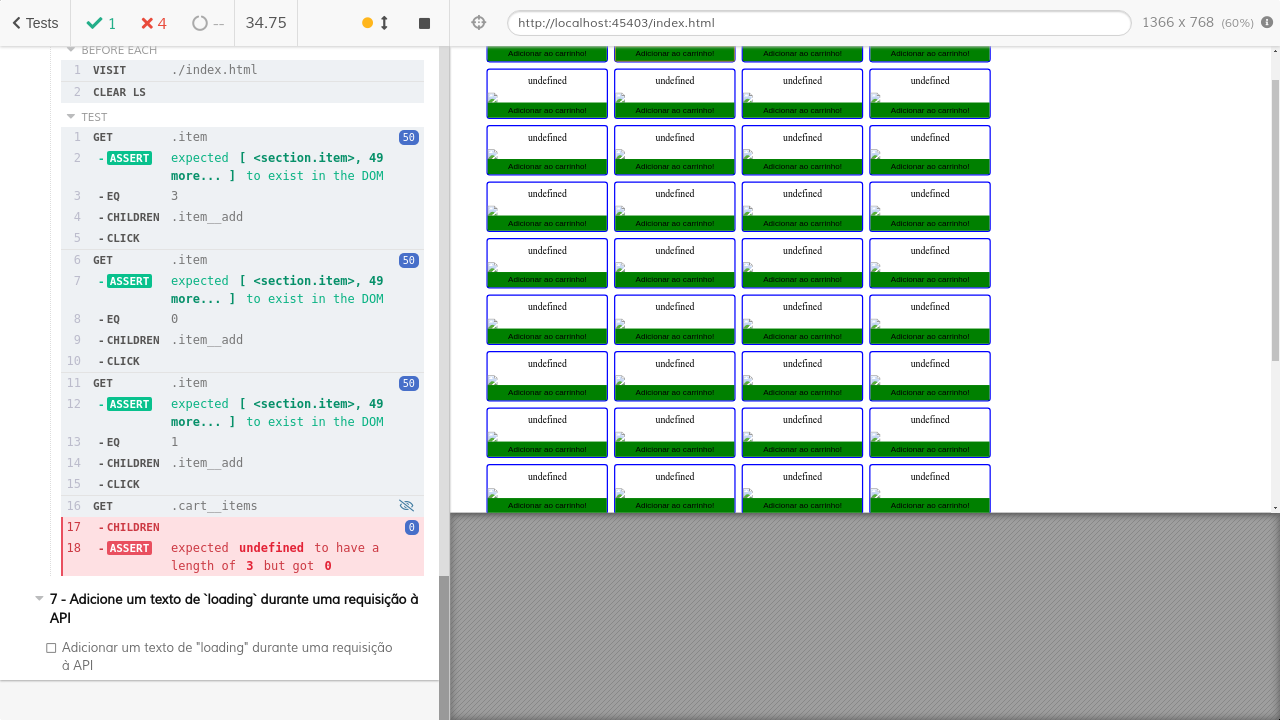 Tests
1
4
--
34.75
http://localhost:45403/index.html
1366 x 768 (60%)
BEFORE EACH
1 VISIT ./index.html
2 CLEAR LS
TEST
1 GET .item 50
2 -ASSERT expected [ <section.item>, 49
more... ] to exist in the DOM
3 -EQ 3
4 -CHILDREN .item__add
5 -CLICK
6 GET .item 50
7 -ASSERT expected [ <section.item>, 49
more... ] to exist in the DOM
8 -EQ 0
9 -CHILDREN .item__add
10 -CLICK
11 GET .item 50
12 -ASSERT expected [ <section.item>, 49
more... ] to exist in the DOM
13 -EQ 1
14 -CHILDREN .item__add
15 -CLICK
16 GET .cart__items
17 -CHILDREN 0
18 -ASSERT expected undefined to have a
length of 3 but got 0
7 - Adicione um texto de `loading` durante uma requisição à
API
Adicionar um texto de "loading" durante uma requisição
à API
Adicionar ao carrinho! Adicionar ao carrinho! Adicionar ao carrinho! Adicionar ao carrinho!
undefined undefined undefined undefined
Adicionar ao carrinho! Adicionar ao carrinho! Adicionar ao carrinho! Adicionar ao carrinho!
undefined undefined undefined undefined
Adicionar ao carrinho! Adicionar ao carrinho! Adicionar ao carrinho! Adicionar ao carrinho!
undefined undefined undefined undefined
Adicionar ao carrinho! Adicionar ao carrinho! Adicionar ao carrinho! Adicionar ao carrinho!
undefined undefined undefined undefined
Adicionar ao carrinho! Adicionar ao carrinho! Adicionar ao carrinho! Adicionar ao carrinho!
undefined undefined undefined undefined
Adicionar ao carrinho! Adicionar ao carrinho! Adicionar ao carrinho! Adicionar ao carrinho!
undefined undefined undefined undefined
Adicionar ao carrinho! Adicionar ao carrinho! Adicionar ao carrinho! Adicionar ao carrinho!
undefined undefined undefined undefined
Adicionar ao carrinho! Adicionar ao carrinho! Adicionar ao carrinho! Adicionar ao carrinho!
undefined undefined undefined undefined
Adicionar ao carrinho! Adicionar ao carrinho! Adicionar ao carrinho! Adicionar ao carrinho!